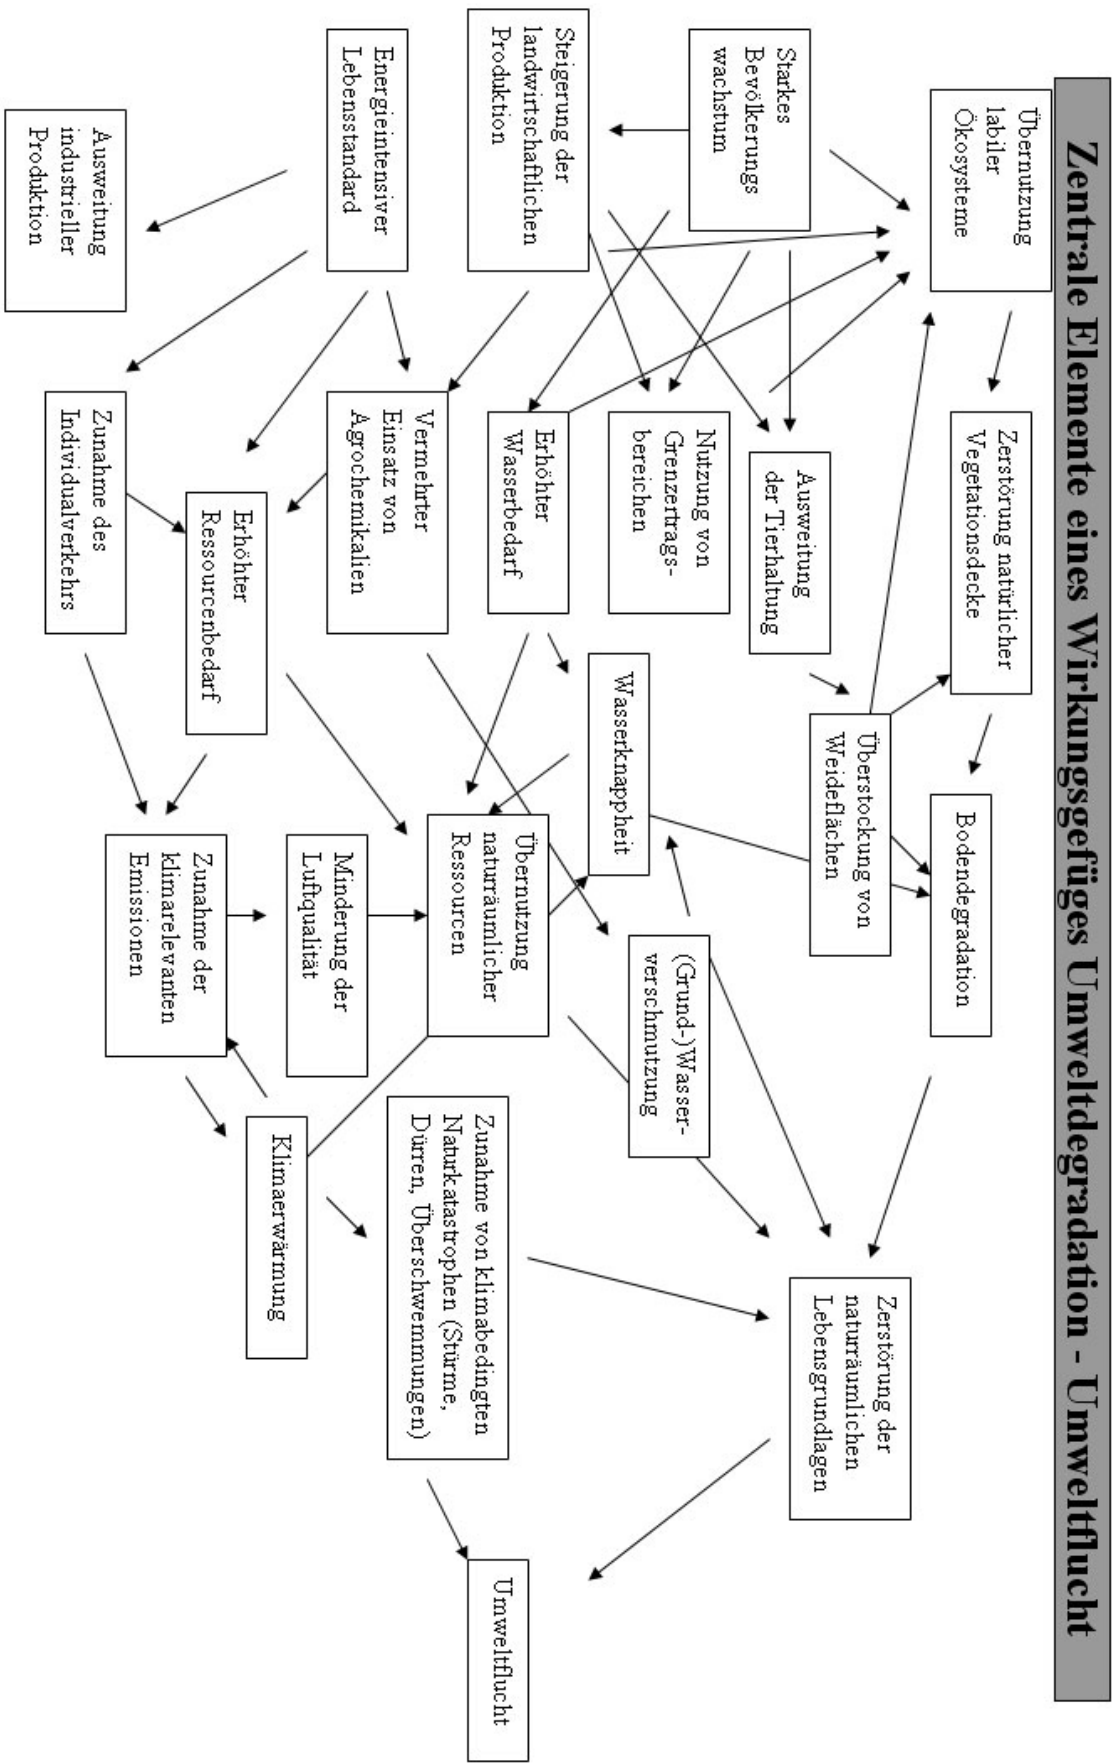 Zentrale Elemente eines Wirkungsgefüges Umweltdegradation - Umweltflucht
Übernutzung
labiler
Ökosysteme
Zerstörung natürlicher
Vegetationsdecke
Bodendegradation
Starkes
Bevölkerungs
wachstum
Ausweitung
der Tierhaltung
Überstockung von
Weideflächen
Zerstörung der
naturräumlichen
Lebensgrundlagen
Nutzung von
Grenzertrags-
bereichen
(Grund-)Wasser-
verschmutzung
Steigerung der
landwirtschaftlichen
Produktion
Erhöhter
Wasserbedarf
Wasserknappheit
Übernutzung
naturräumlicher
Ressourcen
Umweltflucht
Energieintensiver
Lebensstandard
Vermehrter
Einsatz von
Agrochemikalien
Minderung der
Luftqualität
Zunahme von klimabedingten
Naturkatastrophen (Stürme,
Dürren, Überschwemmungen)
Erhöhter
Ressourcenbedarf
Klimaerwärmung
Ausweitung
industrieller
Produktion
Zunahme des
Individualverkehrs
Zunahme der
klimarelevanten
Emissionen